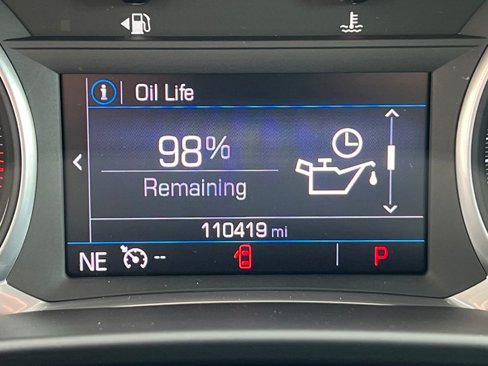 Oil Life
98%
Remaining
110419 mi
NE -- P